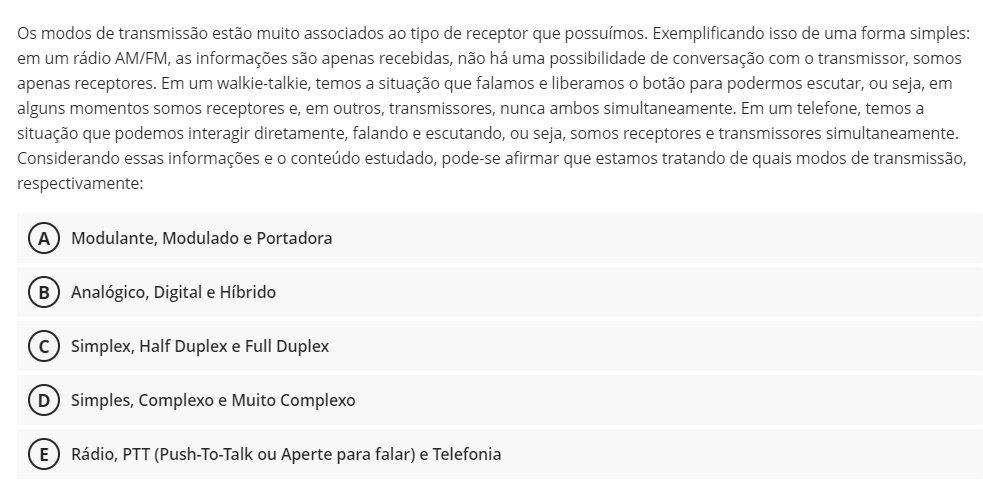 Os modos de transmissão estão muito associados ao tipo de receptor que possuímos. Exemplificando isso de uma forma simples:
em um rádio AM/FM, as informações são apenas recebidas, não há uma possibilidade de conversação com o transmissor, somos
apenas receptores. Em um walkie-talkie, temos a situação que falamos e liberamos o botão para podermos escutar, ou seja, em
alguns momentos somos receptores e, em outros, transmissores, nunca ambos simultaneamente. Em um telefone, temos a
situação que podemos interagir diretamente, falando e escutando, ou seja, somos receptores e transmissores simultaneamente.
Considerando essas informações e o conteúdo estudado, pode-se afirmar que estamos tratando de quais modos de transmissão,
respectivamente:
A Modulante, Modulado e Portadora
B Analógico, Digital e Híbrido
C Simplex, Half Duplex e Full Duplex
D Simples, Complexo e Muito Complexo
E Rádio, PTT (Push-To-Talk ou Aperte para falar) e Telefonia